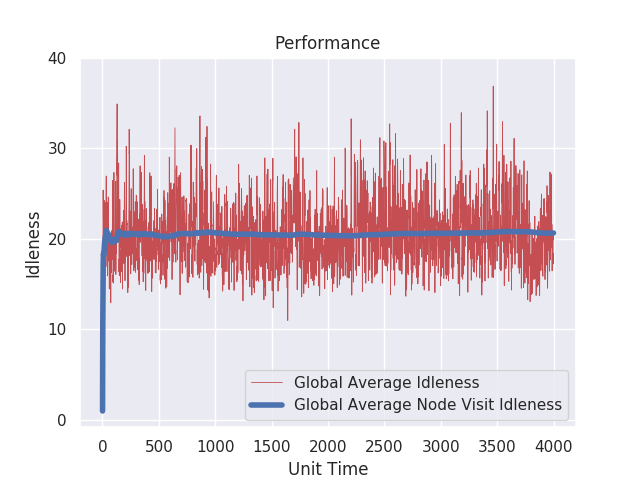 Performance
40
30
20
10
0
Idleness
Global Average Idleness
Global Average Node Visit Idleness
0 500 1000 1500 2000 2500 3000 3500 4000
Unit Time